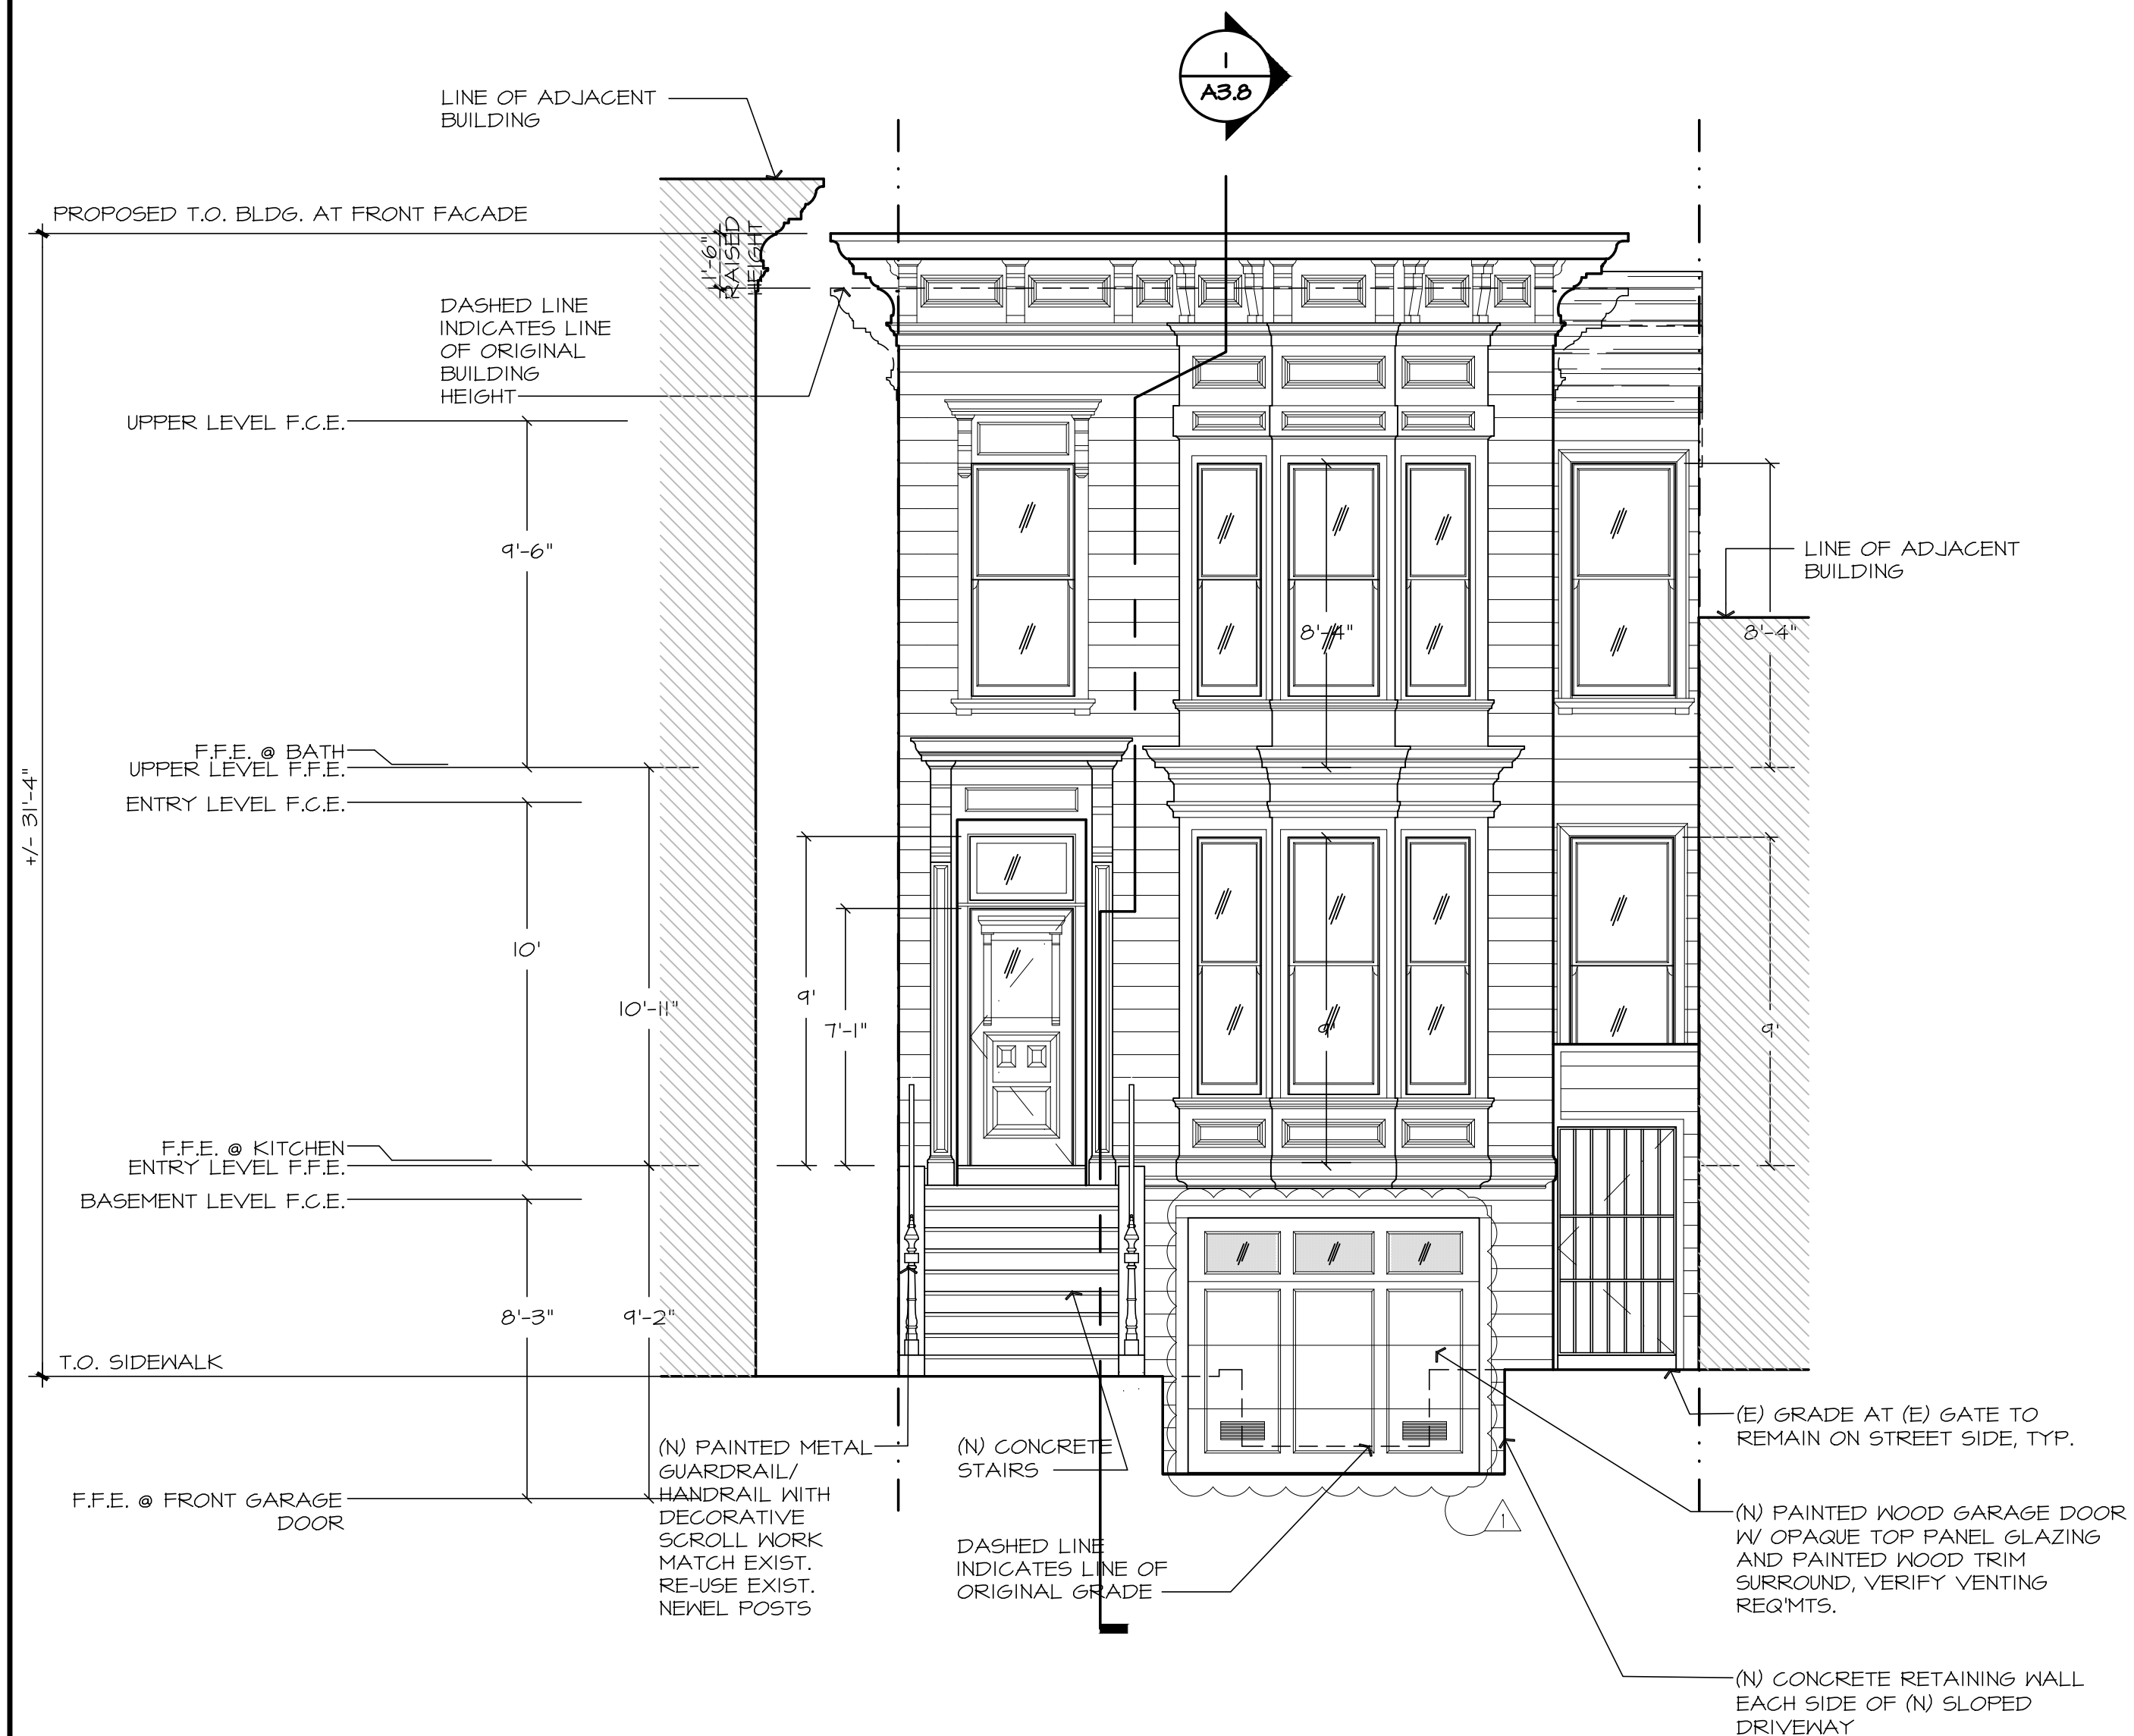 1
A3.8
LINE OF ADJACENT
BUILDING
PROPOSED T.O. BLDG. AT FRONT FACADE
1'-6"
RAISED
HEIGHT
DASHED LINE
INDICATES LINE
OF ORIGINAL
BUILDING
HEIGHT
UPPER LEVEL F.C.E.
9'-6"
LINE OF ADJACENT
BUILDING
8'-4"
8'-4"
F.F.E. @ BATH
UPPER LEVEL F.F.E.
ENTRY LEVEL F.C.E.
+/- 31'-4"
10'
10'-11"
9'
7'-1"
9'
9'
F.F.E. @ KITCHEN
ENTRY LEVEL F.F.E.
BASEMENT LEVEL F.C.E.
8'-3"
9'-2"
T.O. SIDEWALK
F.F.E. @ FRONT GARAGE
DOOR
(N) PAINTED METAL
GUARDRAIL/
HANDRAIL WITH
DECORATIVE
SCROLL WORK
MATCH EXIST.
RE-USE EXIST.
NEWEL POSTS
(N) CONCRETE
STAIRS
DASHED LINE
INDICATES LINE OF
ORIGINAL GRADE
1
(E) GRADE AT (E) GATE TO
REMAIN ON STREET SIDE, TYP.
(N) PAINTED WOOD GARAGE DOOR
W/ OPAQUE TOP PANEL GLAZING
AND PAINTED WOOD TRIM
SURROUND, VERIFY VENTING
REQ'MTS.
(N) CONCRETE RETAINING WALL
EACH SIDE OF (N) SLOPED
DRIVEWAY